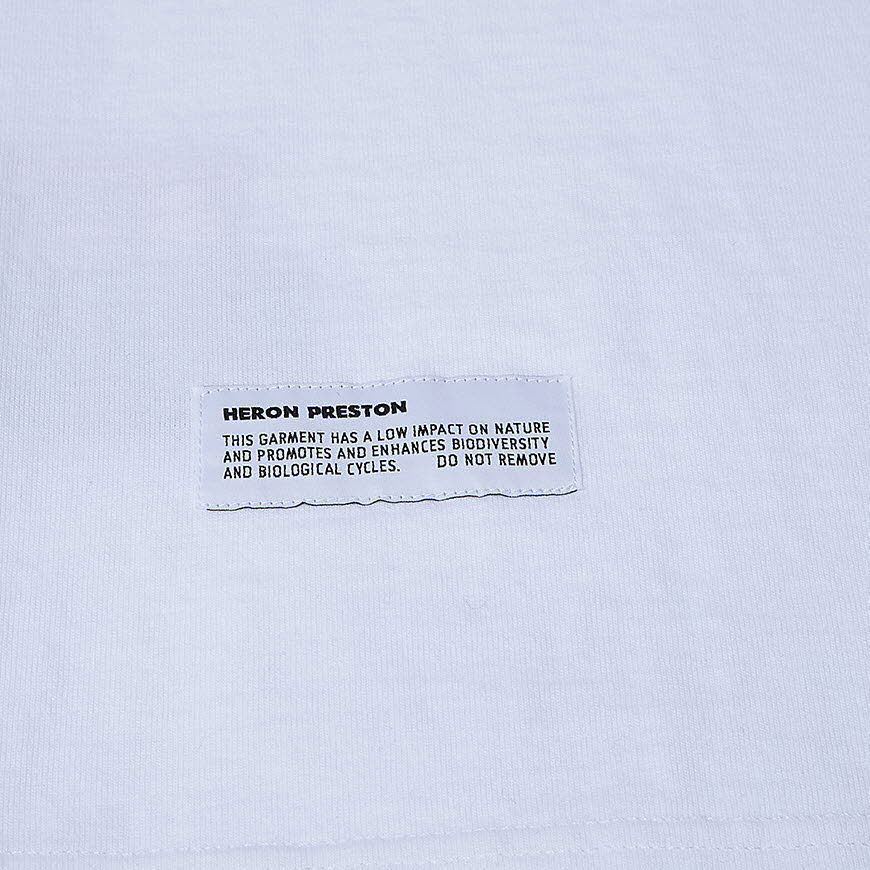 HERON PRESTON
THIS GARMENT HAS A LOW IMPACT ON NATURE
AND PROMOTES AND ENHANCES BIODIVERSITY
AND BIOLOGICAL CYCLES. DO NOT REMOVE